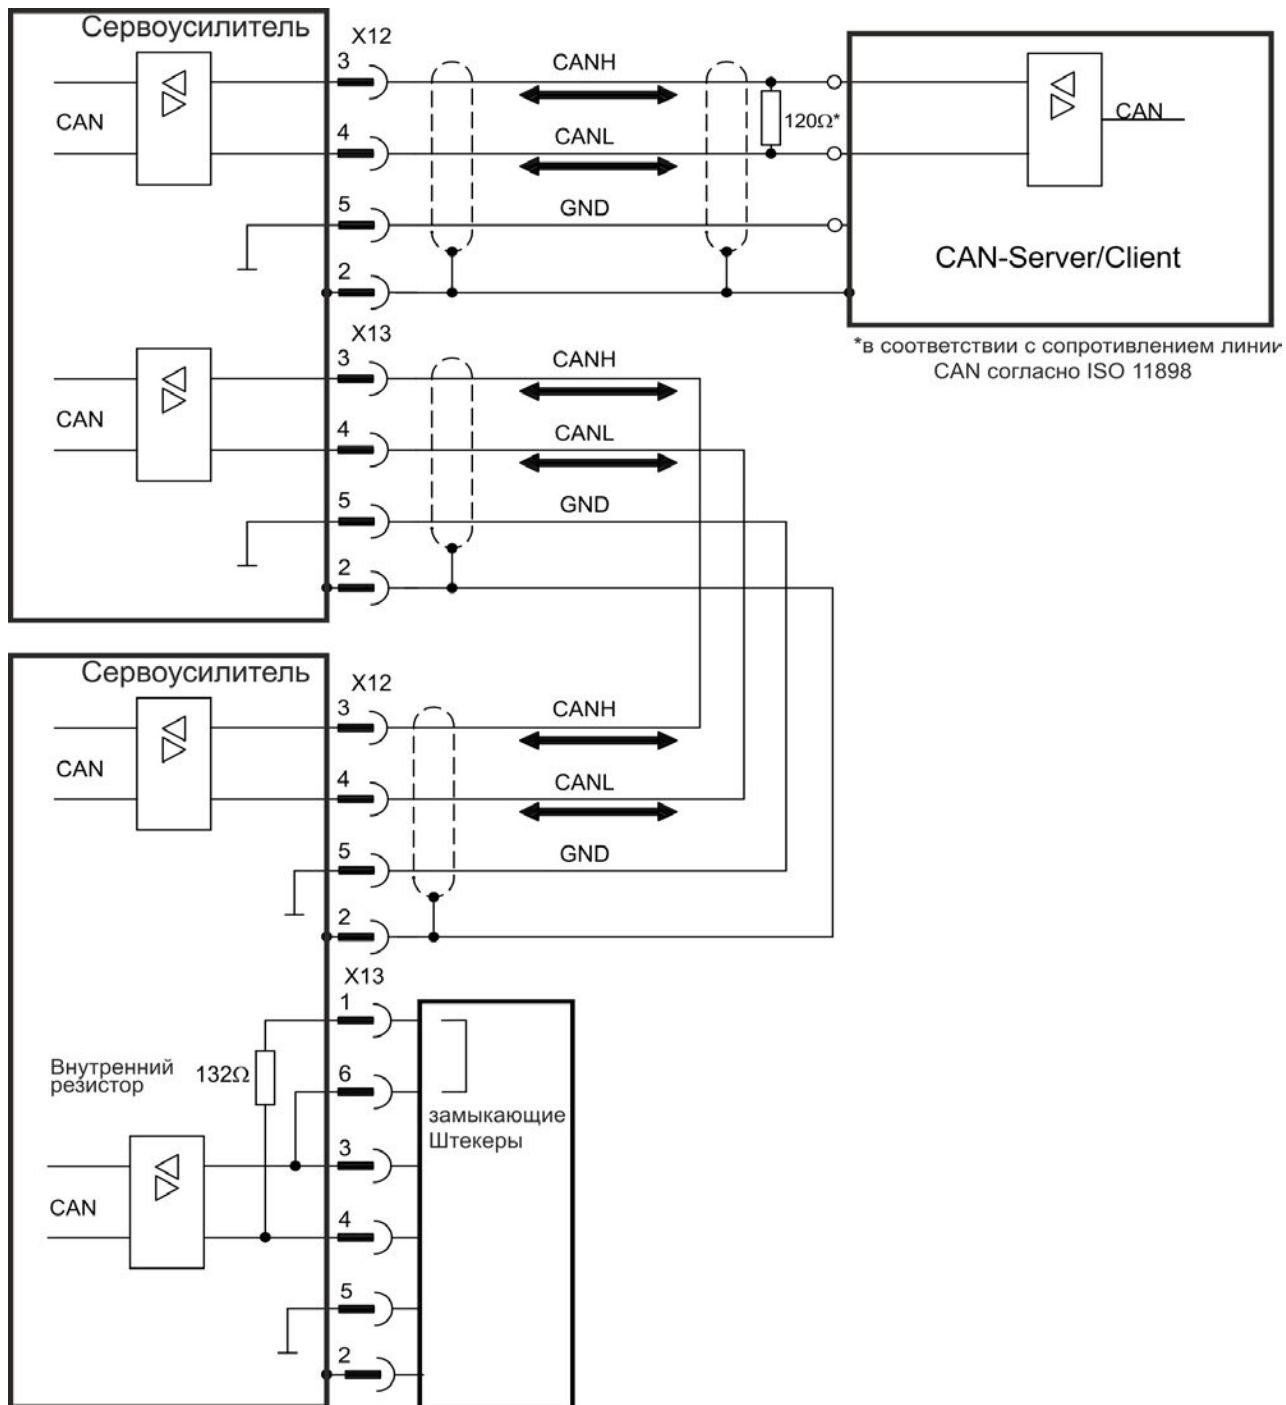 Сервоусилитель
X12
3
CANH
CAN
120Ω*
CAN
4
CANL
5
GND
CAN-Server/Client
2
*в соответствии с сопротивлением линии
CAN согласно ISO 11898
X13
3
CANH
CAN
4
CANL
5
GND
2
Сервоусилитель
X12
3
CANH
CAN
4
CANL
5
GND
2
X13
1
Внутренний
резистор
132Ω
6
замыкающие
Штекеры
3
CAN
4
5
2